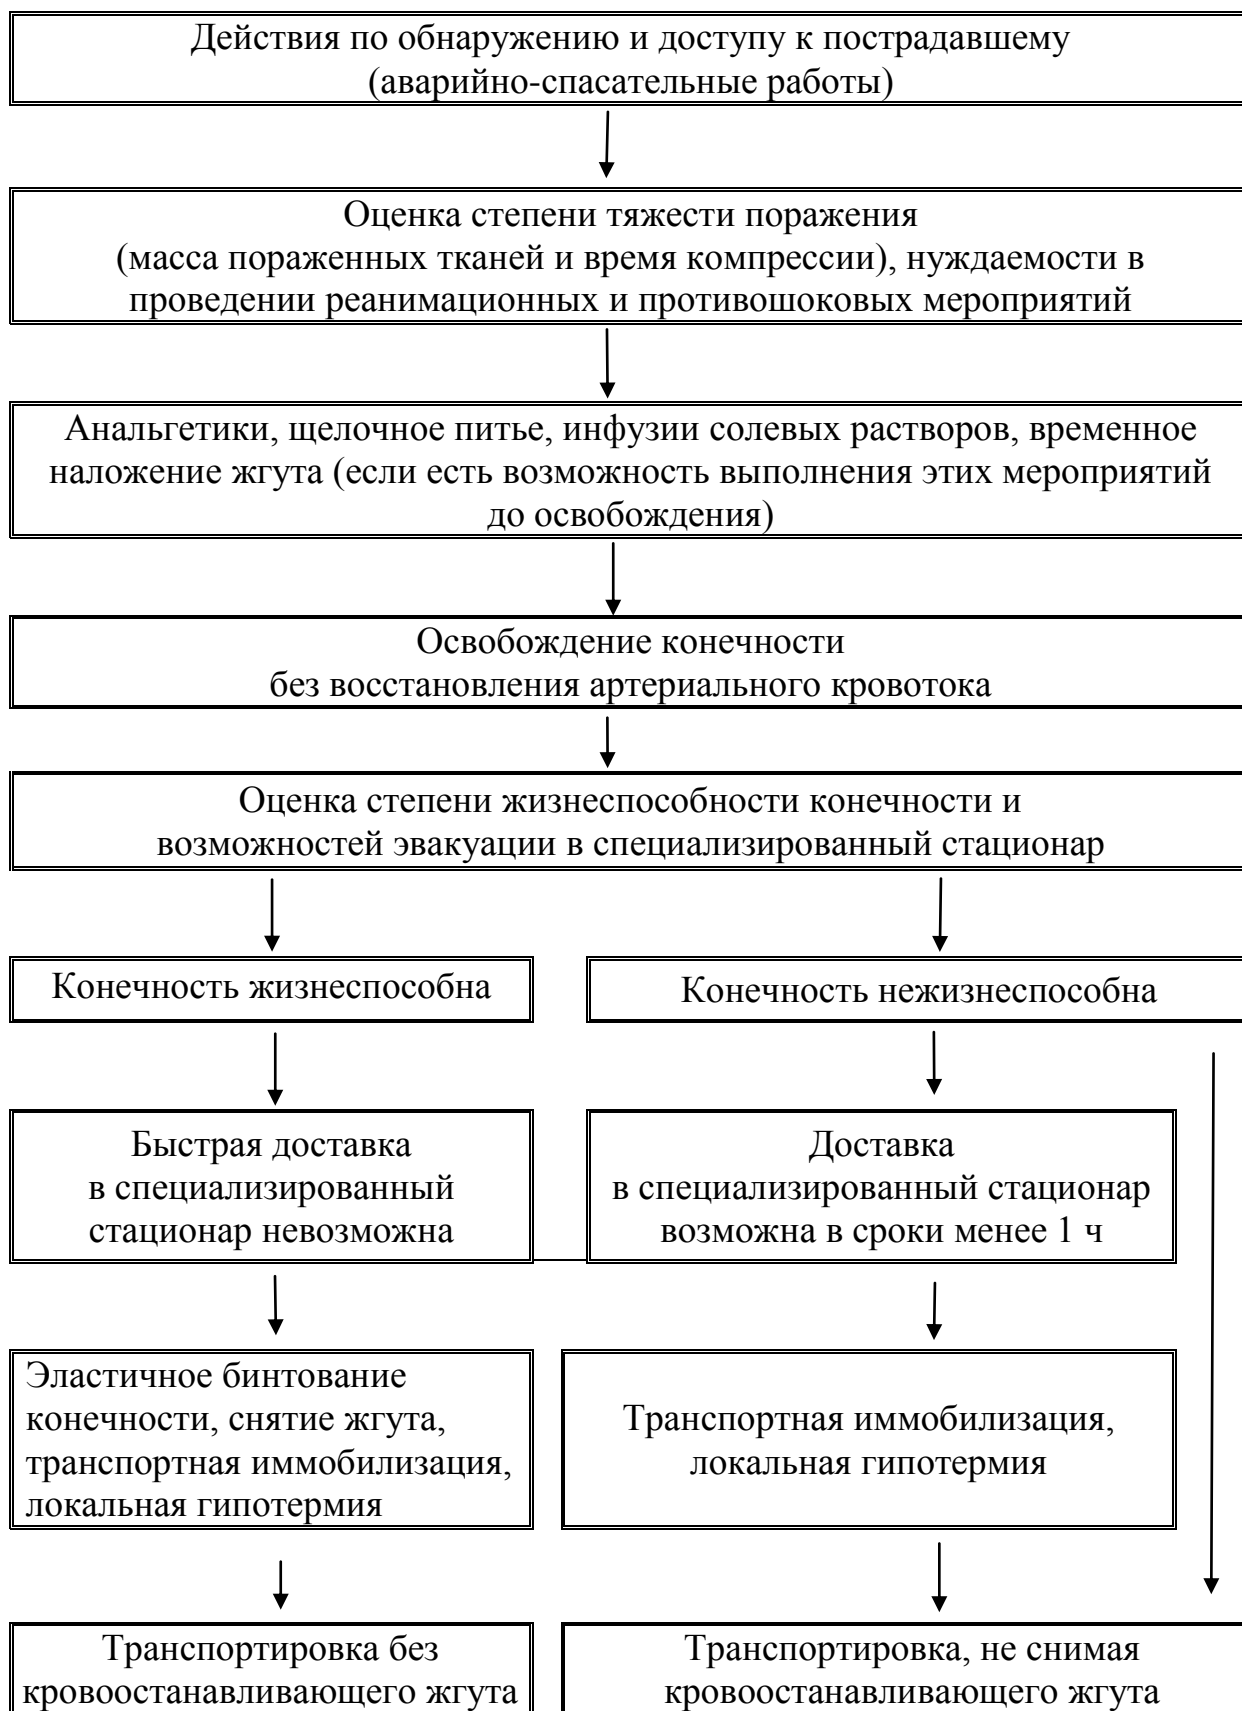 Действия по обнаружению и доступу к пострадавшему
(аварийно-спасательные работы)
Оценка степени тяжести поражения
(масса пораженных тканей и время компрессии), нуждаемости в
проведении реанимационных и противошоковых мероприятий
Анальгетики, щелочное питье, инфузии солевых растворов, временное
наложение жгута (если есть возможность выполнения этих мероприятий
до освобождения)
Освобождение конечности
без восстановления артериального кровотока
Оценка степени жизнеспособности конечности и
возможностей эвакуации в специализированный стационар
Конечность жизнеспособна
Конечность нежизнеспособна
Быстрая доставка
в специализированный
стационар невозможна
Доставка
в специализированный стационар
возможна в сроки менее 1 ч
Эластичное бинтование
конечности, снятие жгута,
транспортная иммобилизация,
локальная гипотермия
Транспортная иммобилизация,
локальная гипотермия
Транспортировка без
кровоостанавливающего жгута
Транспортировка, не снимая
кровоостанавливающего жгута